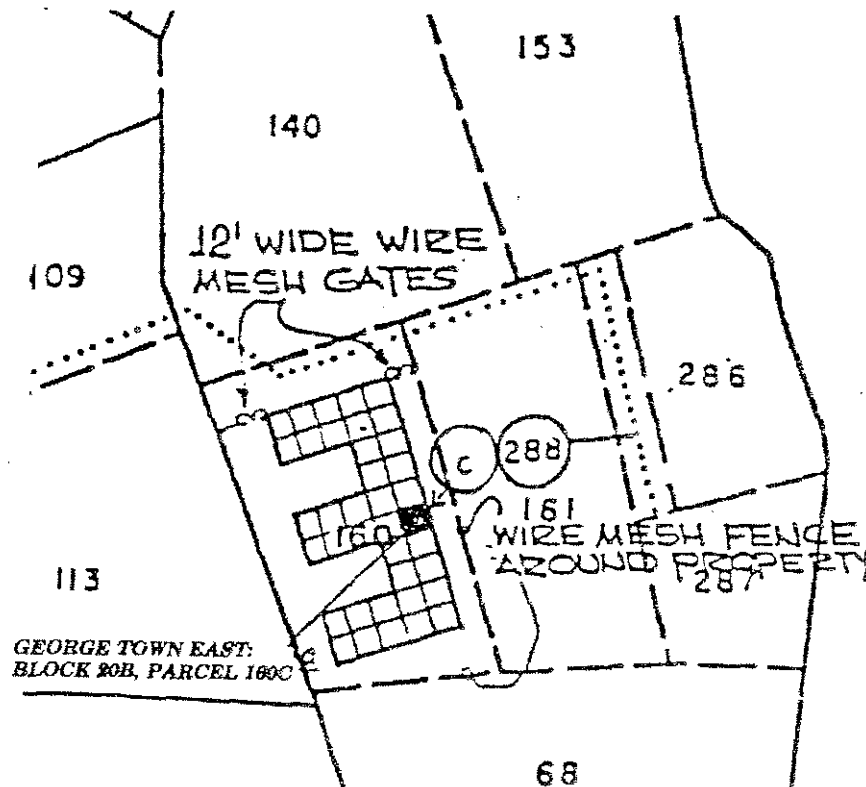 153
140
12' WIDE WIRE
MESH GATES
109
286
C
288
161
160
WIRE MESH FENCE
AROUND PROPERTY
287
113
GEORGE TOWN EAST:
BLOCK 20B, PARCEL 160C
68